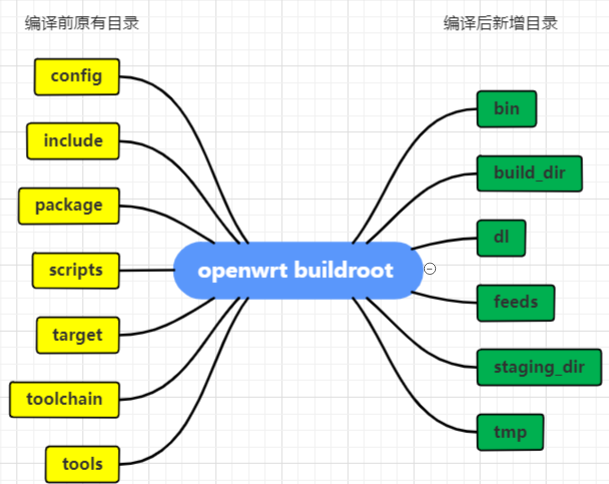 编译前原有目录
config
include
package
scripts
target
toolchain
tools
openwrt buildroot
编译后新增目录
bin
build_dir
dl
feeds
staging_dir
tmp